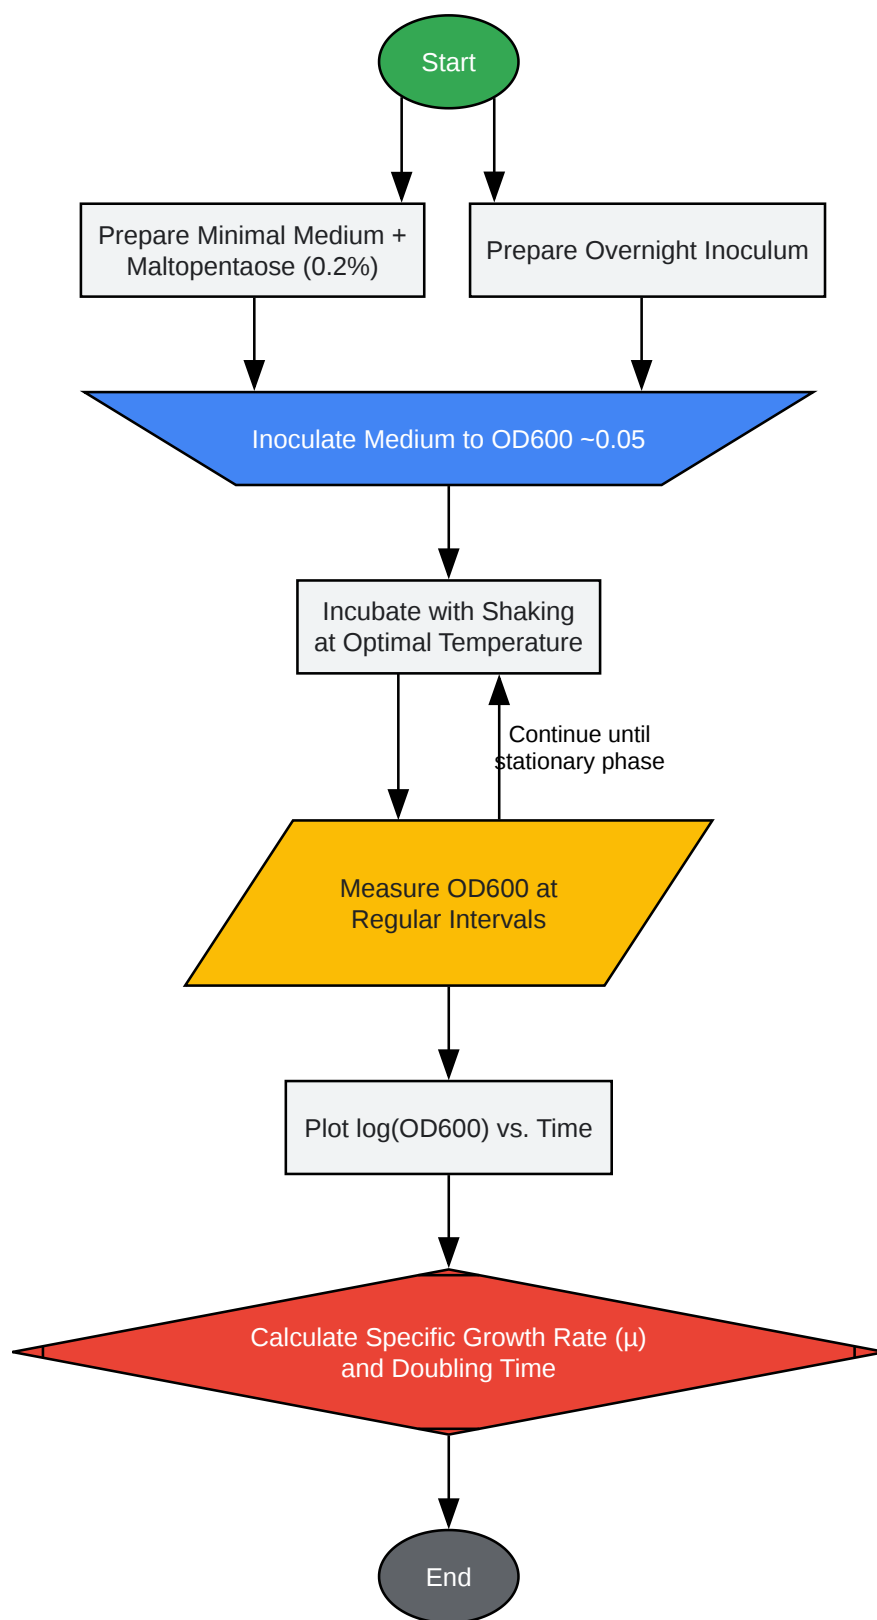 Start
Prepare Minimal Medium +
Maltopentaose (0.2%)
Prepare Overnight Inoculum
Inoculate Medium to OD600 ~0.05
Incubate with Shaking
at Optimal Temperature
Continue until
stationary phase
Measure OD600 at
Regular Intervals
Plot log(OD600) vs. Time
Calculate Specific Growth Rate (µ)
and Doubling Time
End